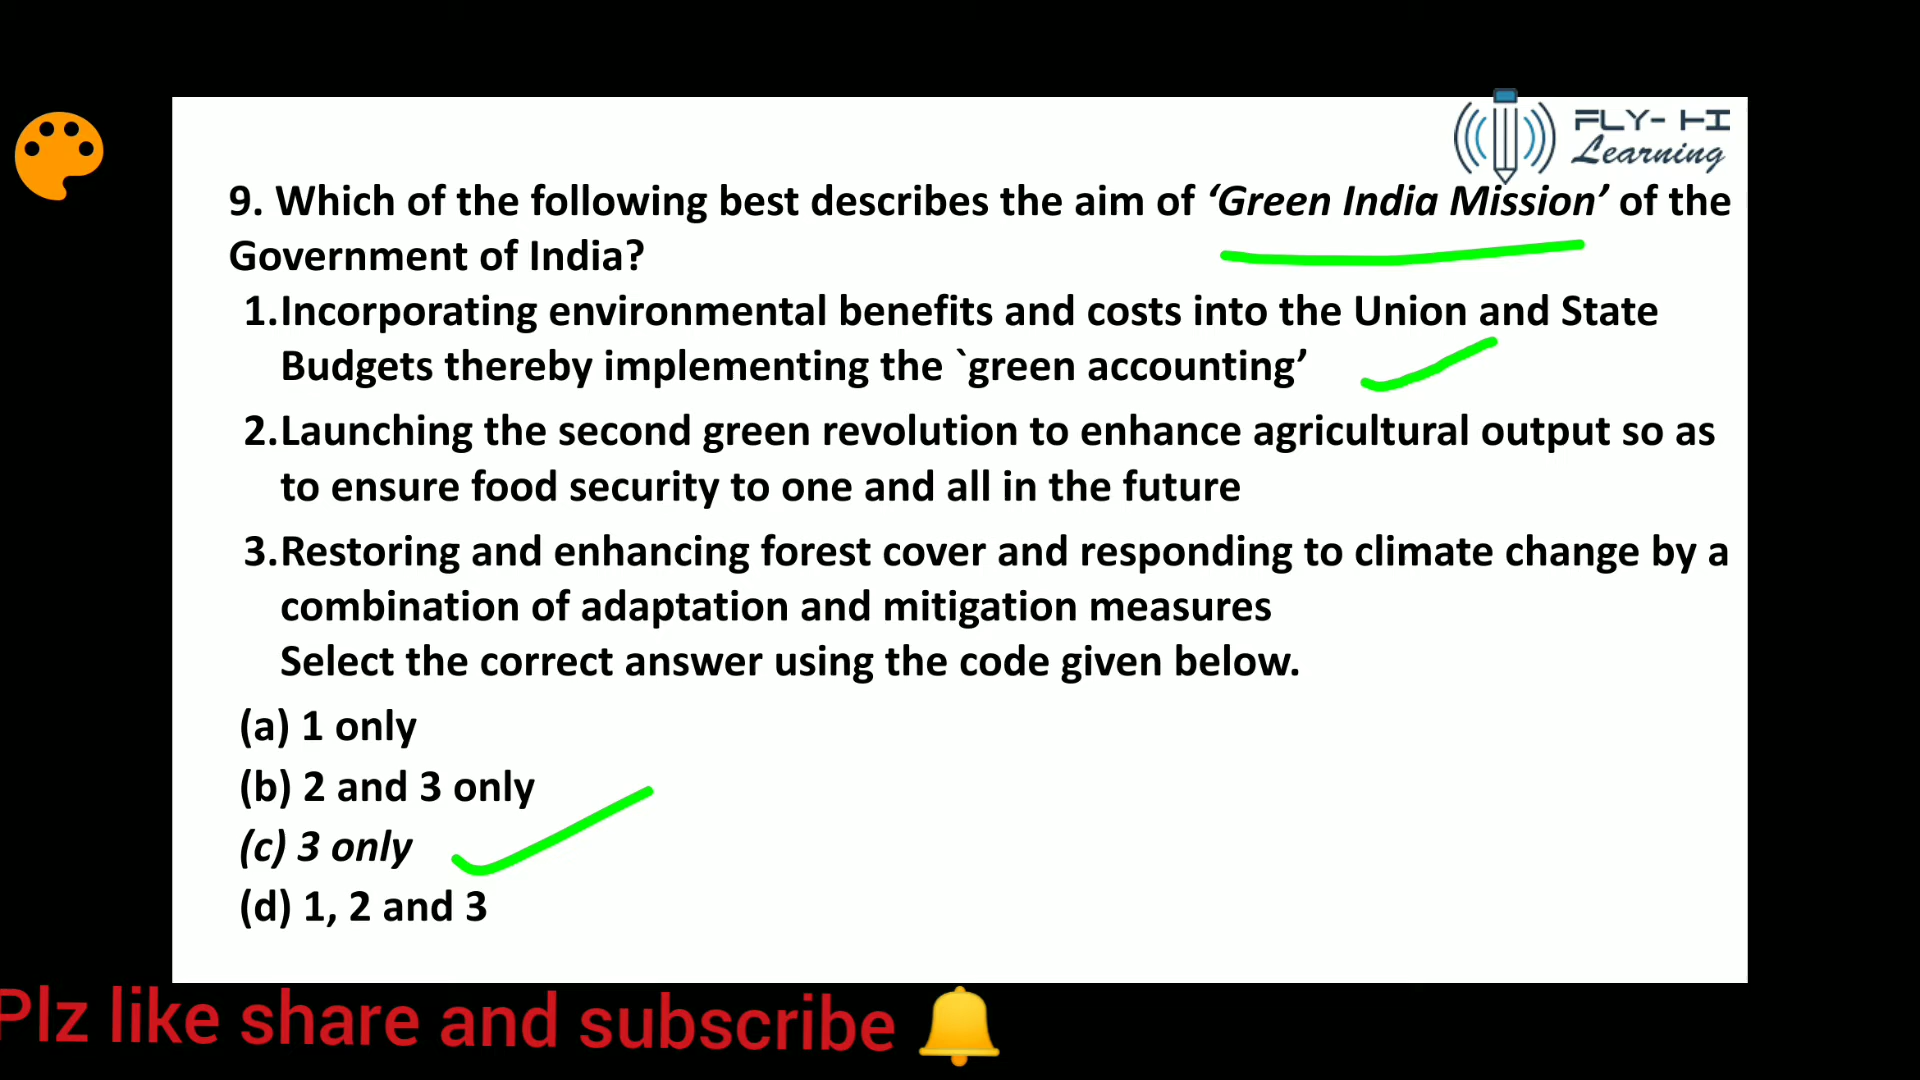 FLY-HI
Learning
9. Which of the following best describes the aim of ‘Green India Mission’ of the
Government of India?
1.Incorporating environmental benefits and costs into the Union and State
Budgets thereby implementing the `green accounting’
2.Launching the second green revolution to enhance agricultural output so as
to ensure food security to one and all in the future
3.Restoring and enhancing forest cover and responding to climate change by a
combination of adaptation and mitigation measures
Select the correct answer using the code given below.
(a) 1 only
(b) 2 and 3 only
(c) 3 only
(d) 1, 2 and 3
Plz like share and subscribe